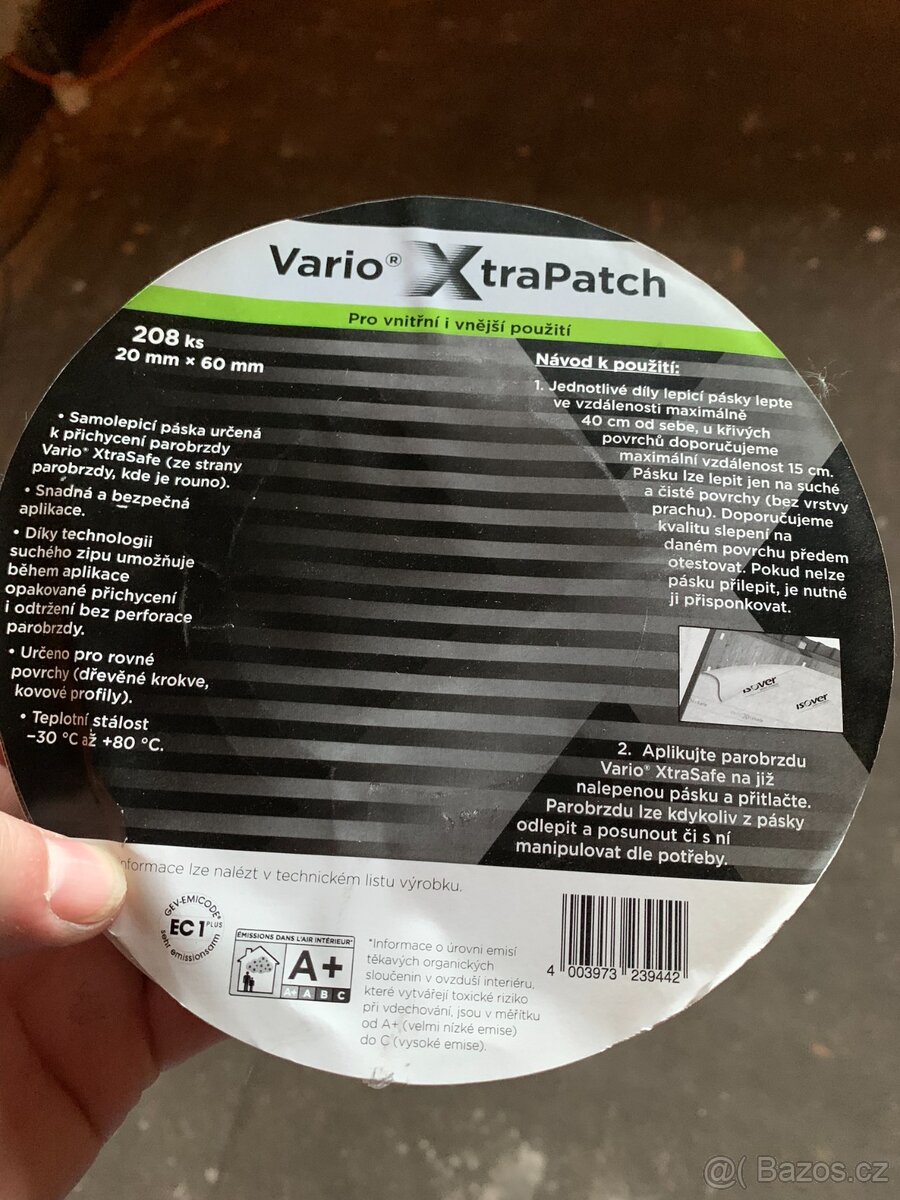 Vario® XtraPatch
Pro vnitřní i vnější použití
208 ks
20 mm × 60 mm
• Samolepicí páska určená
k přichycení parobrzdy
Vario® XtraSafe (ze strany
parobrzdy, kde je rouno).
• Snadná a bezpečná
aplikace.
• Díky technologii
suchého zipu umožňuje
během aplikace
opakované přichycení
i odtržení bez perforace
parobrzdy.
• Určeno pro rovné
povrchy (dřevěné krokve,
kovové profily).
• Teplotní stálost
−30 °C až +80 °C.
Návod k použití:
1. Jednotlivé díly lepicí pásky lepte
ve vzdálenosti maximálně
40 cm od sebe, u křivých
povrchů doporučujeme
maximální vzdálenost 15 cm.
Pásku lze lepit jen na suché
a čisté povrchy (bez vrstvy
prachu). Doporučujeme
kvalitu slepení na
daném povrchu předem
otestovat. Pokud nelze
pásku přilepit, je nutné
ji přisponkovat.
isover
isover
2. Aplikujte parobrzdu
Vario® XtraSafe na již
nalepenou pásku a přitlačte.
Parobrzdu lze kdykoliv z pásky
odlepit a posunout či s ní
manipulovat dle potřeby.
nformace lze nalézt v technickém listu výrobku.
GEV-EMICODE®
EC 1 PLUS
sehr emissionsarm
ÉMISSIONS DANS L'AIR INTÉRIEUR*
A+
A+ A B C
*Informace o úrovni emisí
těkavých organických
sloučenin v ovzduší interiéru,
které vytvářejí toxické riziko
při vdechování, jsou v měřítku
od A+ (velmi nízké emise)
do C (vysoké emise).
4 003973 239442
@( Bazos.cz